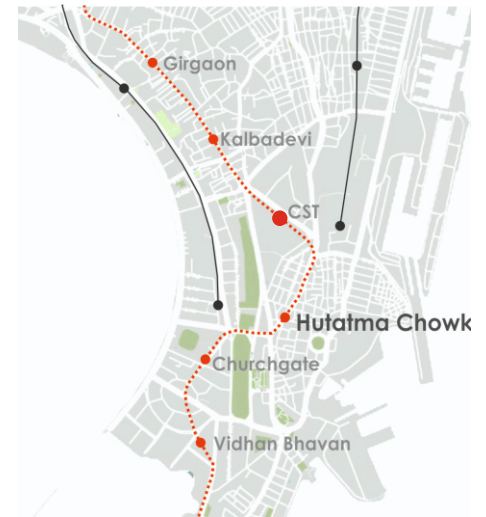 Girgaon
Kalbadevi
CST
Hutatma Chowk
Churchgate
Vidhan Bhavan